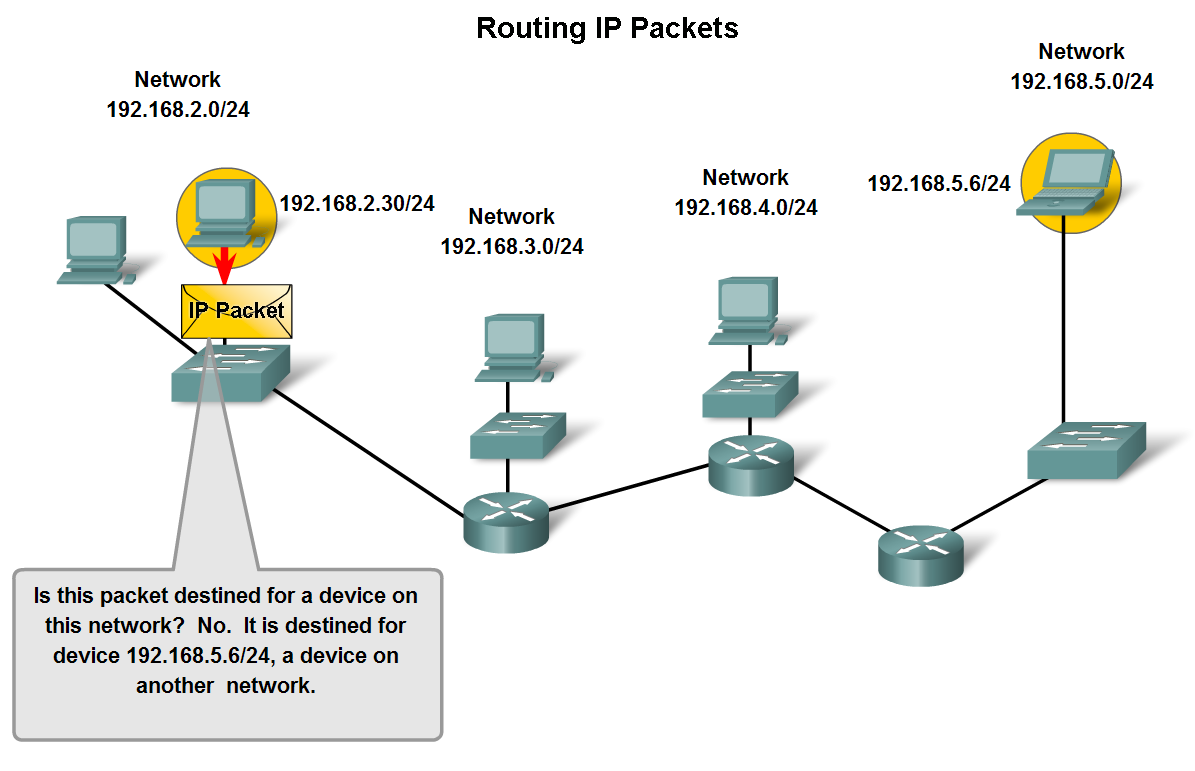 Routing IP Packets
Network
192.168.2.0/24
Network
192.168.5.0/24
192.168.2.30/24
Network
192.168.3.0/24
Network
192.168.4.0/24
192.168.5.6/24
IP Packet
Is this packet destined for a device on
this network?  No.  It is destined for
device 192.168.5.6/24, a device on
another  network.